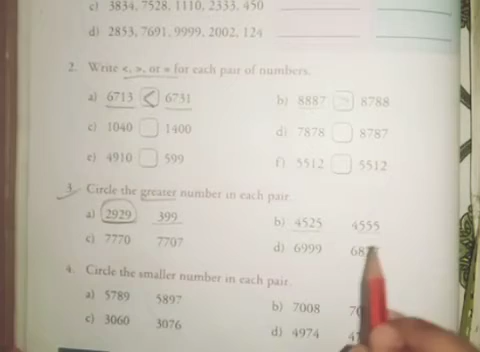 c) 3834, 7528, 1110, 2333, 450
d) 2853, 7691, 9999, 2002, 124
2. Write <, >, or = for each pair of numbers.
a) 6713 < 6731 b) 8887 > 8788
c) 1040 1400 d) 7878 8787
e) 4910 599 f) 5512 5512
3. Circle the greater number in each pair.
a) 2929 399 b) 4525 4555
c) 7770 7707 d) 6999
4. Circle the smaller number in each pair.
a) 5789 5897 b) 7008
c) 3060 3076 d) 4974